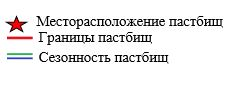 Месторасположение пастбищ
Границы пастбищ
Сезонность пастбищ